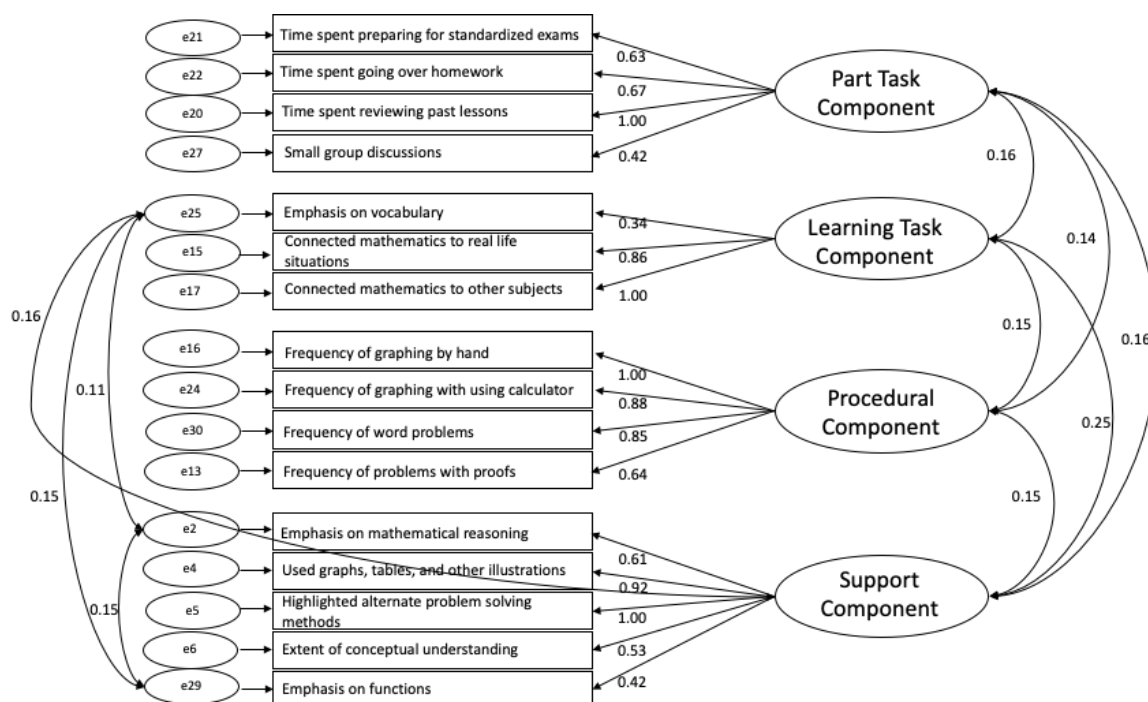 e21
Time spent preparing for standardized exams
0.63
e22
Time spent going over homework
0.67
e20
Time spent reviewing past lessons
1.00
e27
Small group discussions
0.42
Part Task
Component
0.16
e25
Emphasis on vocabulary
0.34
e15
Connected mathematics to real life
situations
0.86
e17
Connected mathematics to other subjects
1.00
Learning Task
Component
0.14
0.16
0.15
0.16
e16
Frequency of graphing by hand
1.00
e24
Frequency of graphing with using calculator
0.88
e30
Frequency of word problems
0.85
e13
Frequency of problems with proofs
0.64
Procedural
Component
0.11
0.25
0.15
0.15
e2
Emphasis on mathematical reasoning
0.61
e4
Used graphs, tables, and other illustrations
0.92
e5
Highlighted alternate problem solving
methods
1.00
e6
Extent of conceptual understanding
0.53
e29
Emphasis on functions
0.42
Support
Component
0.15